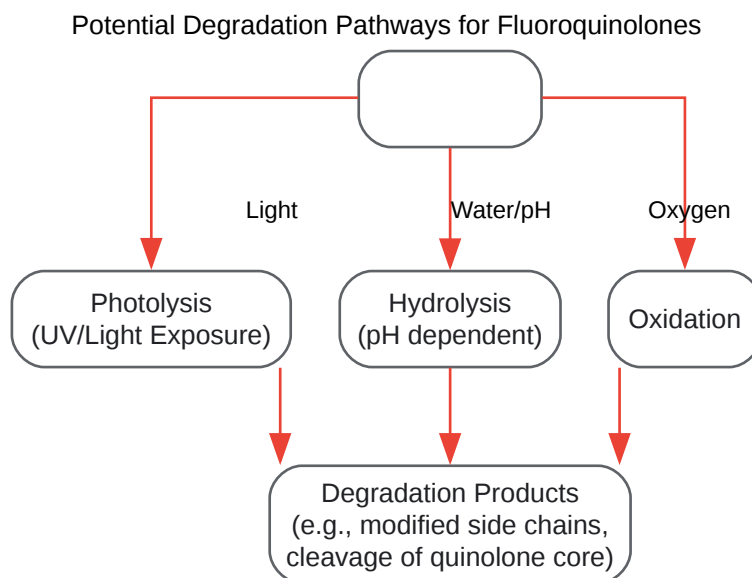 Potential Degradation Pathways for Fluoroquinolones
Light
Water/pH
Oxygen
Photolysis
(UV/Light Exposure)
Hydrolysis
(pH dependent)
Oxidation
Degradation Products
(e.g., modified side chains,
cleavage of quinolone core)